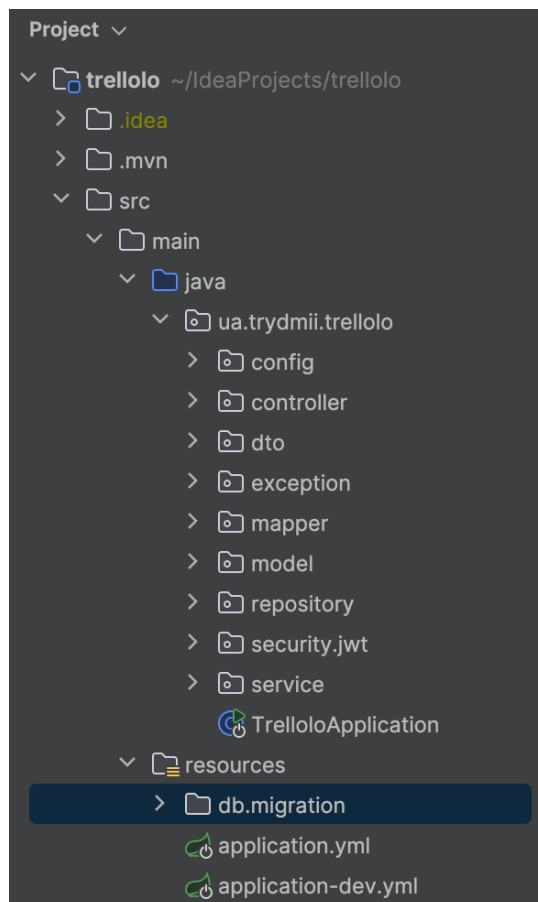 Project
trellolo ~/IdeaProjects/trellolo
.idea
.mvn
src
main
java
ua.trydmii.trellolo
config
controller
dto
exception
mapper
model
repository
security.jwt
service
TrelloloApplication
resources
db.migration
application.yml
application-dev.yml